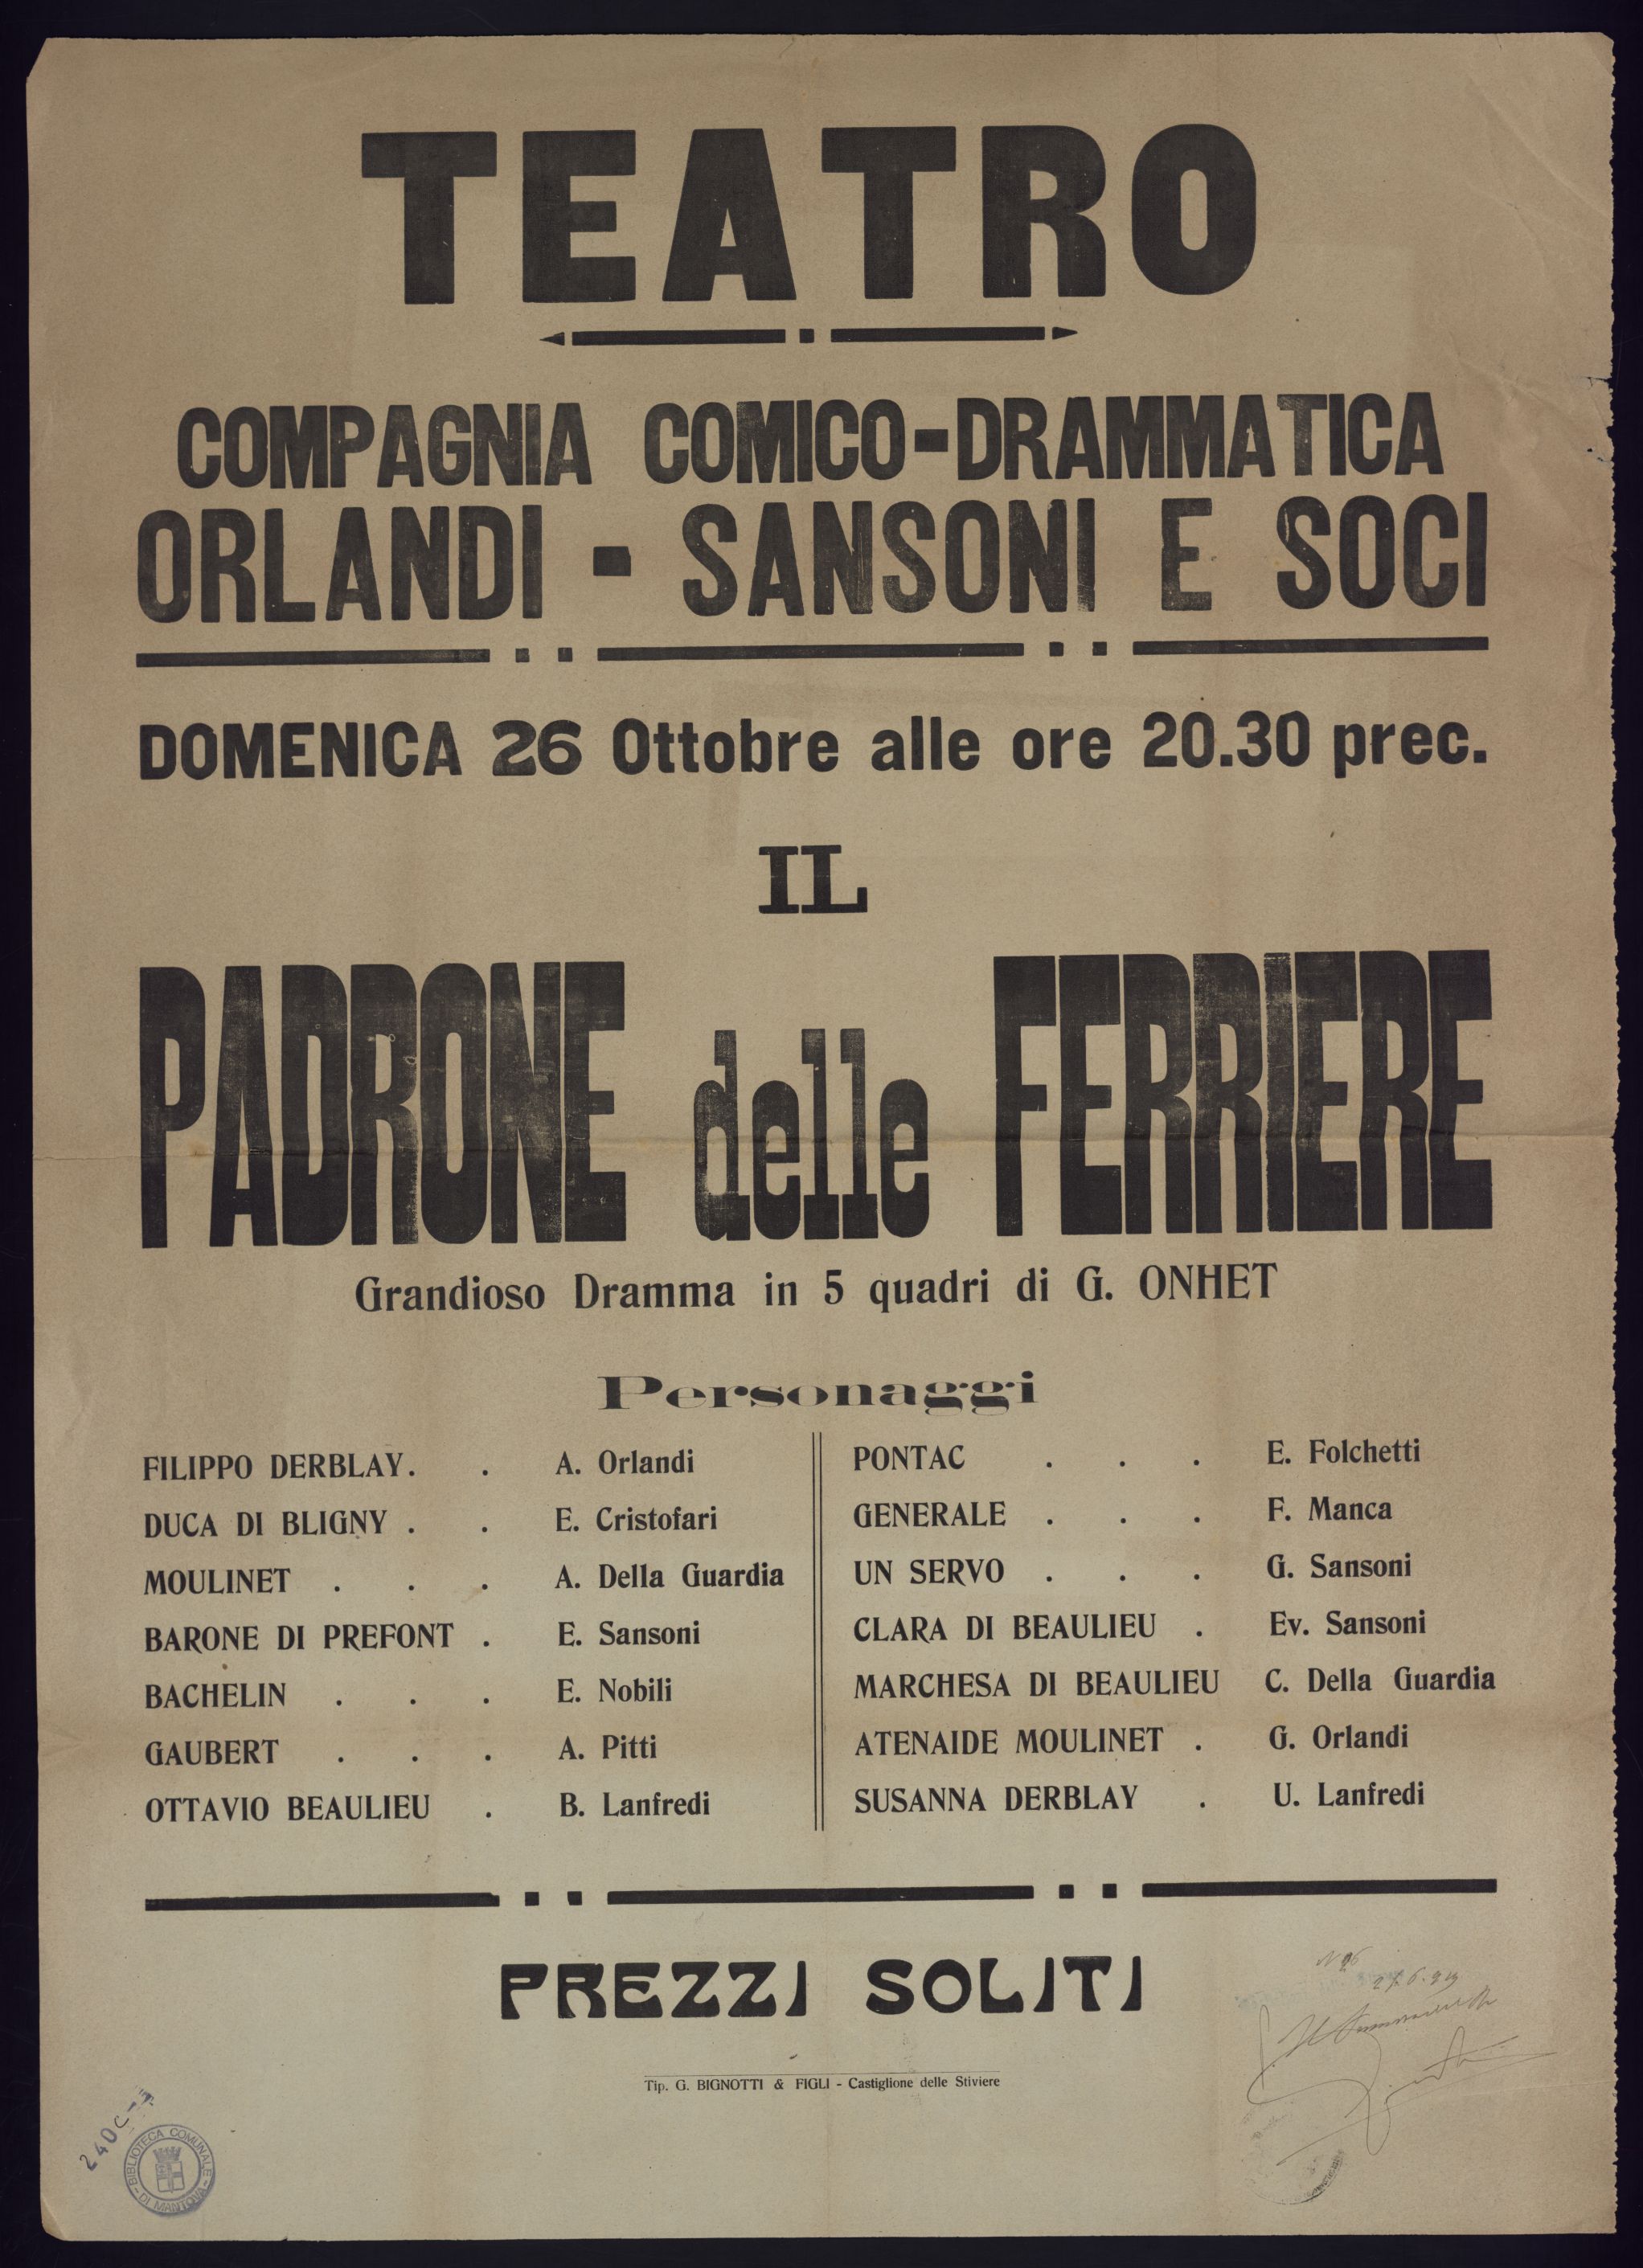 TEATRO
COMPAGNIA COMICO-DRAMMATICA
ORLANDI - SANSONI E SOCI
DOMENICA 26 Ottobre alle ore 20.30 prec.
IL
PADRONE delle FERRIERE
Grandioso Dramma in 5 quadri di G. ONHET
Personaggi
FILIPPO DERBLAY. . A. Orlandi
DUCA DI BLIGNY . . E. Cristofari
MOULINET . . . A. Della Guardia
BARONE DI PREFONT . E. Sansoni
BACHELIN . . . E. Nobili
GAUBERT . . . A. Pitti
OTTAVIO BEAULIEU . B. Lanfredi
PONTAC . . . E. Folchetti
GENERALE . . . F. Manca
UN SERVO . . . G. Sansoni
CLARA DI BEAULIEU . Ev. Sansoni
MARCHESA DI BEAULIEU C. Della Guardia
ATENAIDE MOULINET . G. Orlandi
SUSANNA DERBLAY . U. Lanfredi
PREZZI SOLITI
Tip. G. BIGNOTTI & FIGLI - Castiglione delle Stiviere
BIBLIOTECA COMUNALE
DI MANTOVA